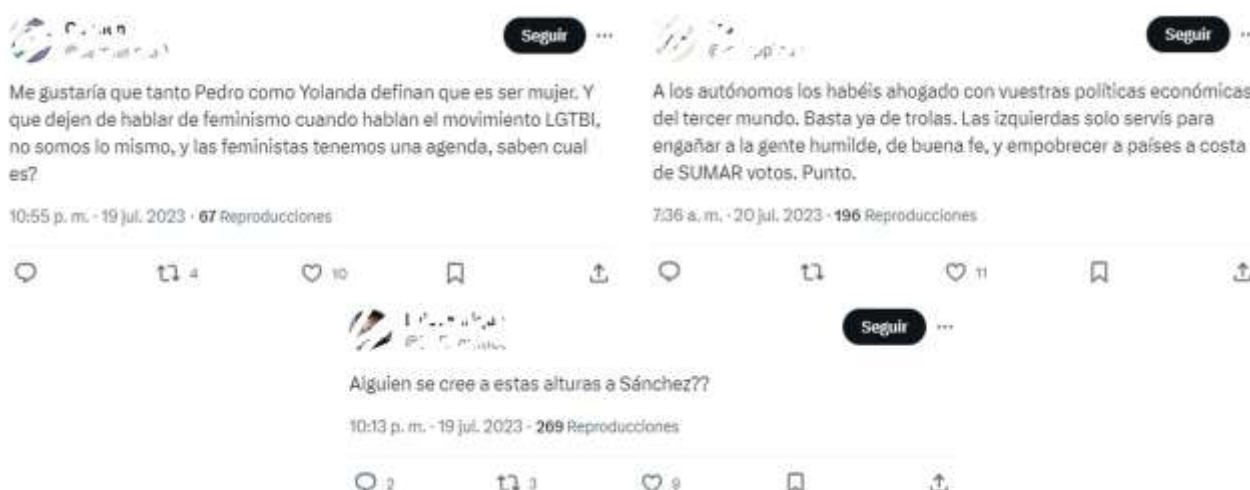 Seguir
Me gustaría que tanto Pedro como Yolanda definan que es ser mujer. Y
que dejen de hablar de feminismo cuando hablan el movimiento LGTBI,
no somos lo mismo, y las feministas tenemos una agenda, saben cual
es?
10:55 p. m. · 19 jul. 2023 · 67 Reproducciones
4 10
Seguir
A los autónomos los habéis ahogado con vuestras políticas económicas
del tercer mundo. Basta ya de trolas. Las izquierdas solo servís para
engañar a la gente humilde, de buena fe, y empobrecer a países a costa
de SUMAR votos. Punto.
7:36 a. m. · 20 jul. 2023 · 196 Reproducciones
11
Seguir
Alguien se cree a estas alturas a Sánchez??
10:13 p. m. · 19 jul. 2023 · 269 Reproducciones
2 3 9